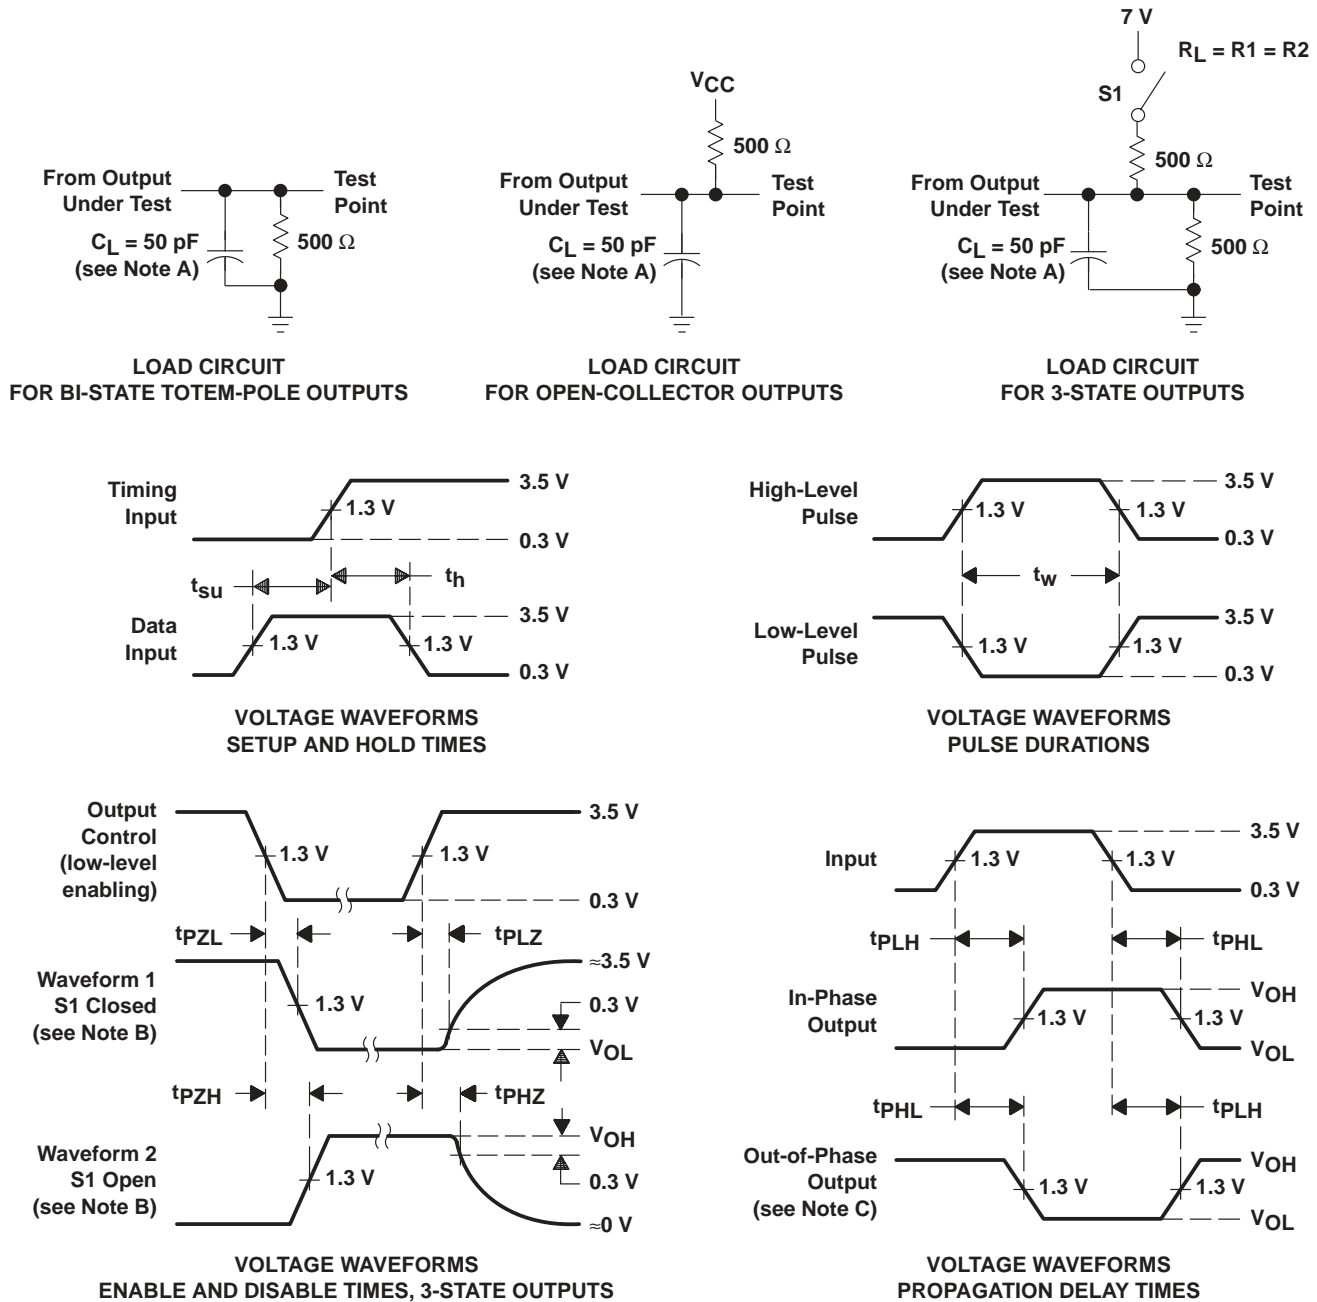 From Output
Under Test
Test
Point
CL = 50 pF
(see Note A)
500 Ω
LOAD CIRCUIT
FOR BI-STATE TOTEM-POLE OUTPUTS
VCC
500 Ω
From Output
Under Test
Test
Point
CL = 50 pF
(see Note A)
LOAD CIRCUIT
FOR OPEN-COLLECTOR OUTPUTS
7 V
RL = R1 = R2
S1
500 Ω
From Output
Under Test
Test
Point
CL = 50 pF
(see Note A)
500 Ω
LOAD CIRCUIT
FOR 3-STATE OUTPUTS
Timing
Input
1.3 V
3.5 V
0.3 V
tsu
th
Data
Input
1.3 V
1.3 V
3.5 V
0.3 V
VOLTAGE WAVEFORMS
SETUP AND HOLD TIMES
High-Level
Pulse
1.3 V
1.3 V
3.5 V
0.3 V
tw
Low-Level
Pulse
1.3 V
1.3 V
3.5 V
0.3 V
VOLTAGE WAVEFORMS
PULSE DURATIONS
Output
Control
(low-level
enabling)
1.3 V
1.3 V
3.5 V
0.3 V
tPZL
tPLZ
Waveform 1
S1 Closed
(see Note B)
1.3 V
≈3.5 V
0.3 V
VOL
tPZH
tPHZ
Waveform 2
S1 Open
(see Note B)
1.3 V
VOH
0.3 V
≈0 V
VOLTAGE WAVEFORMS
ENABLE AND DISABLE TIMES, 3-STATE OUTPUTS
Input
1.3 V
1.3 V
3.5 V
0.3 V
tPLH
tPHL
In-Phase
Output
1.3 V
1.3 V
VOH
VOL
tPHL
tPLH
Out-of-Phase
Output
(see Note C)
1.3 V
1.3 V
VOH
VOL
VOLTAGE WAVEFORMS
PROPAGATION DELAY TIMES